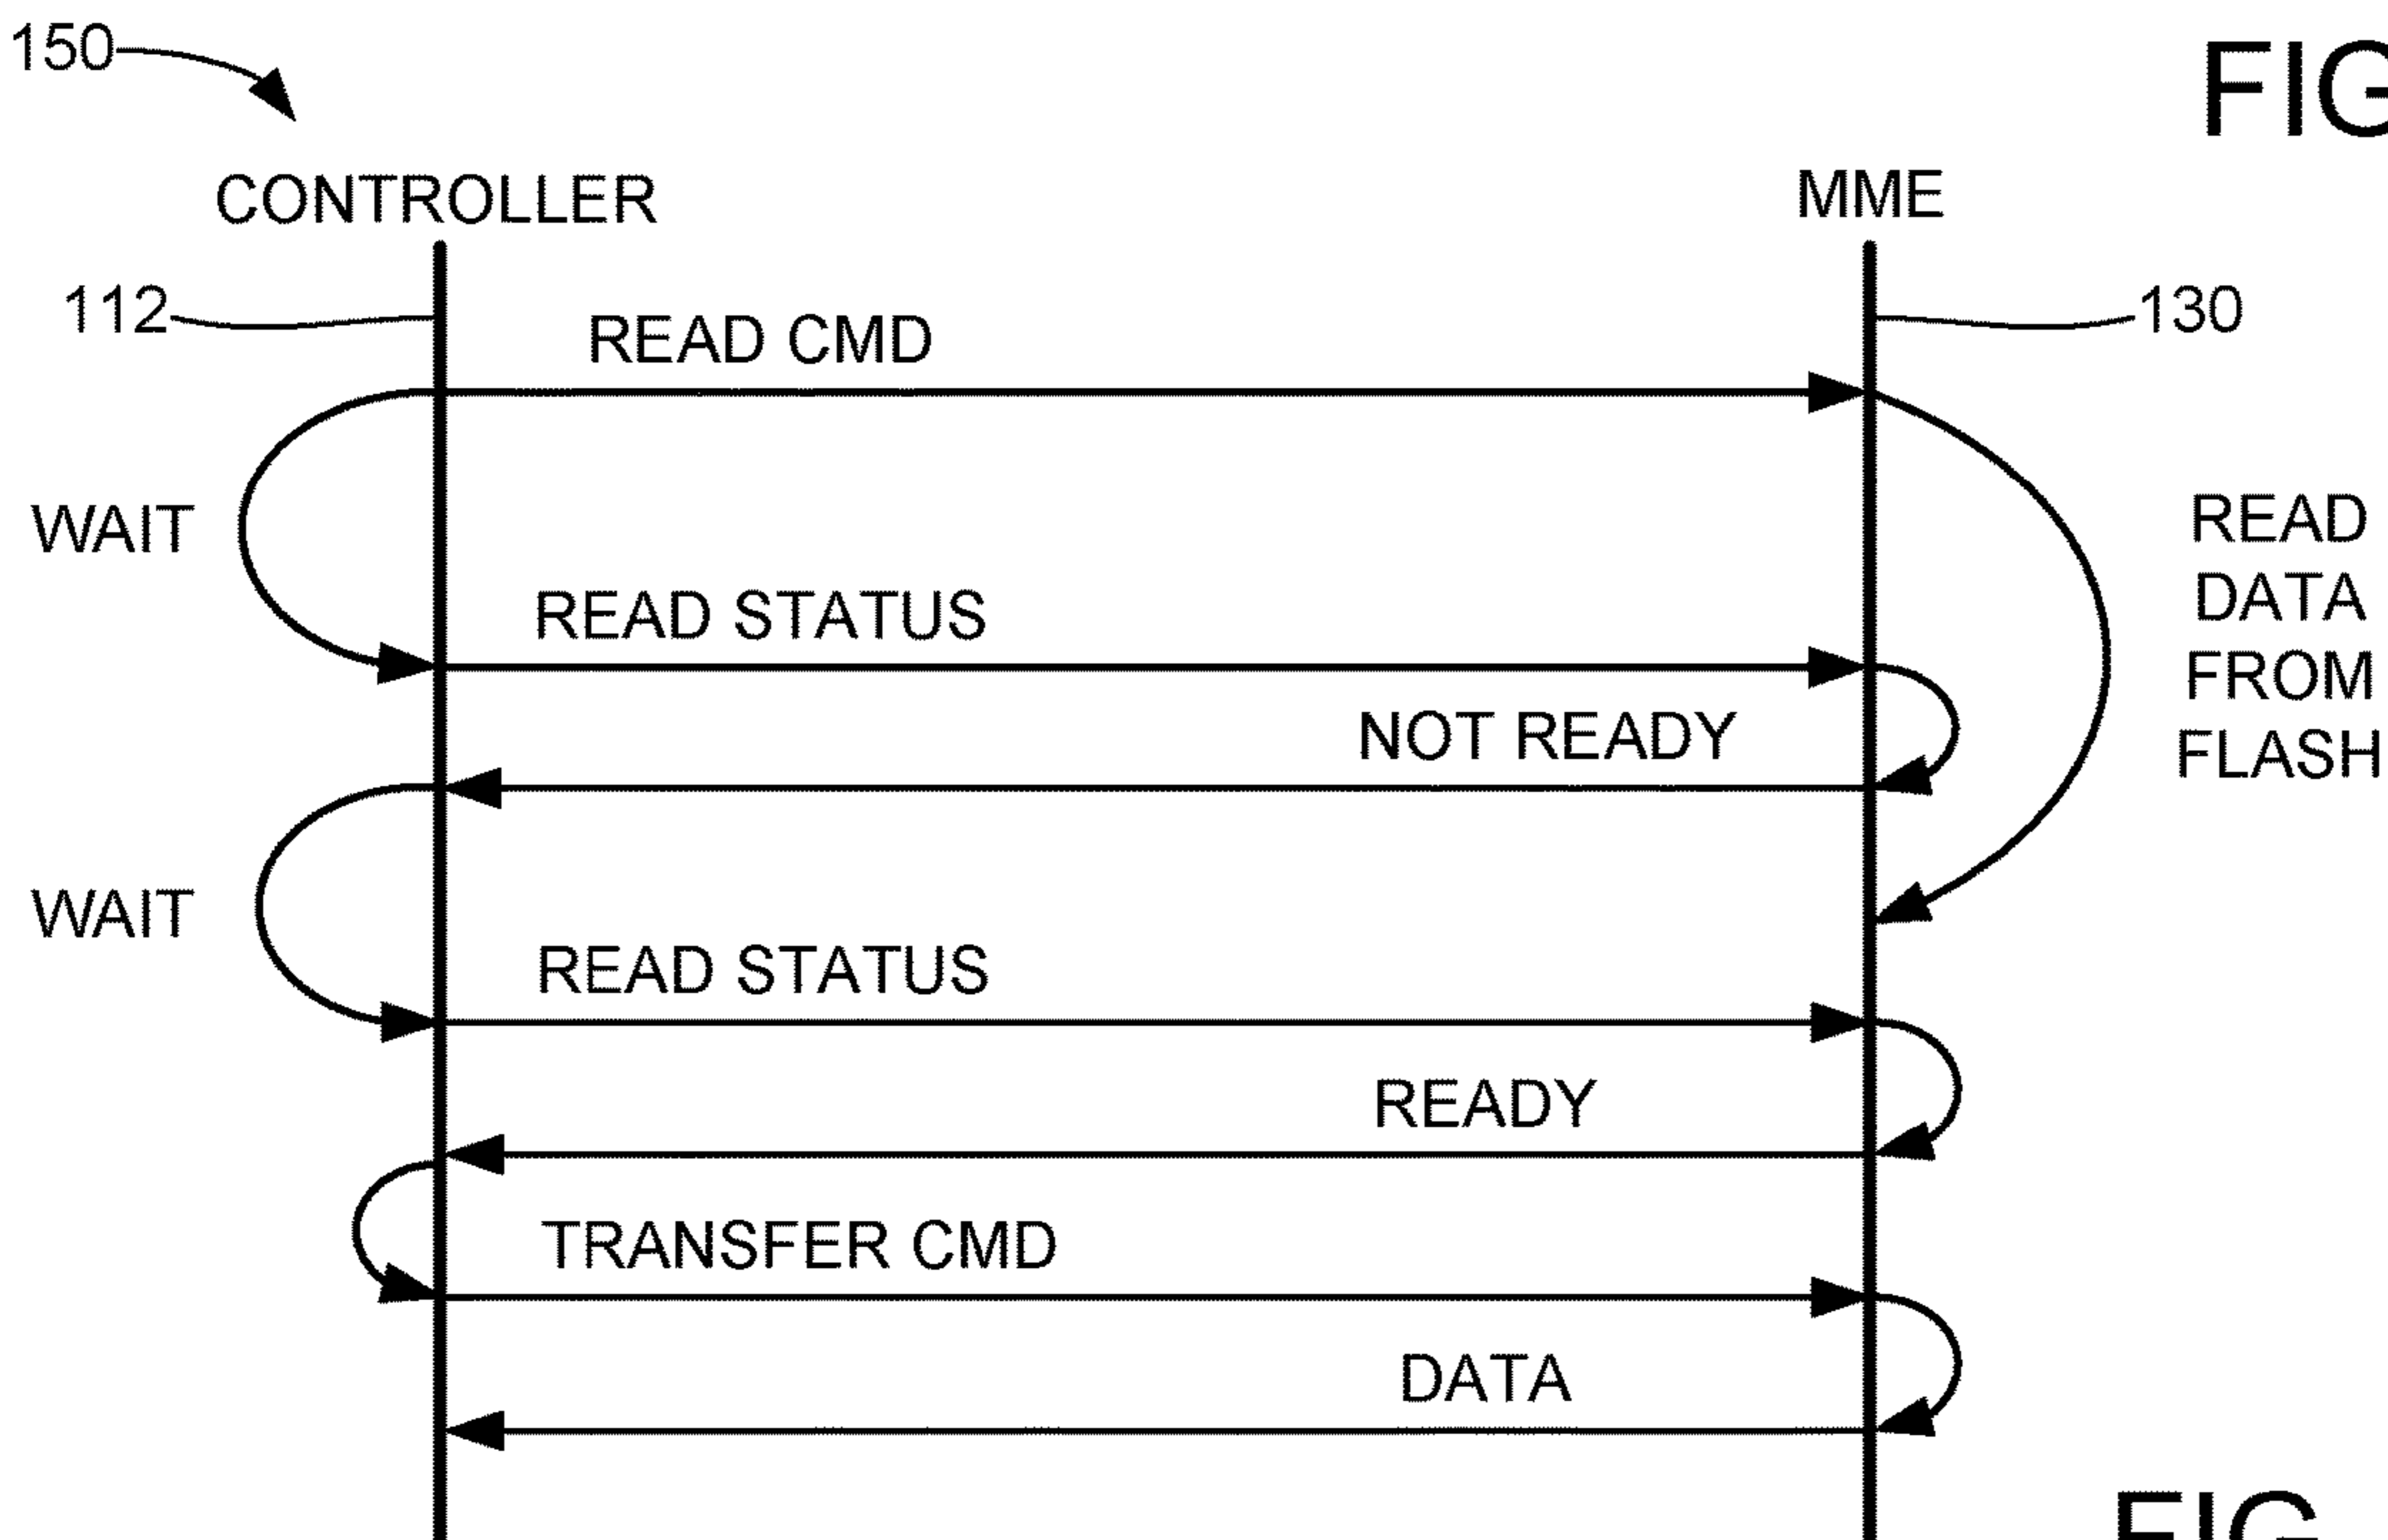 150
FIG
CONTROLLER
MME
112
130
READ CMD
WAIT
READ
DATA
FROM
FLASH
READ STATUS
NOT READY
WAIT
READ STATUS
READY
TRANSFER CMD
DATA
FIG